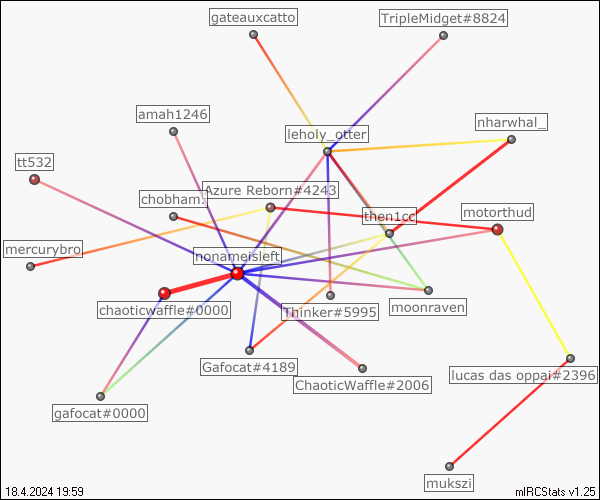 gateauxcatto
TripleMidget#8824
amah1246
nharwhal_
leholy_otter
tt532
Azure Reborn#4243
chobham.
motorthud
then1cc
mercurybro
nonameisleft
chaoticwaffle#0000
Thinker#5995
moonraven
Gafocat#4189
ChaoticWaffle#2006
lucas das oppai#2396
gafocat#0000
mukszi
18.4.2024 19:59
mIRCStats v1.25